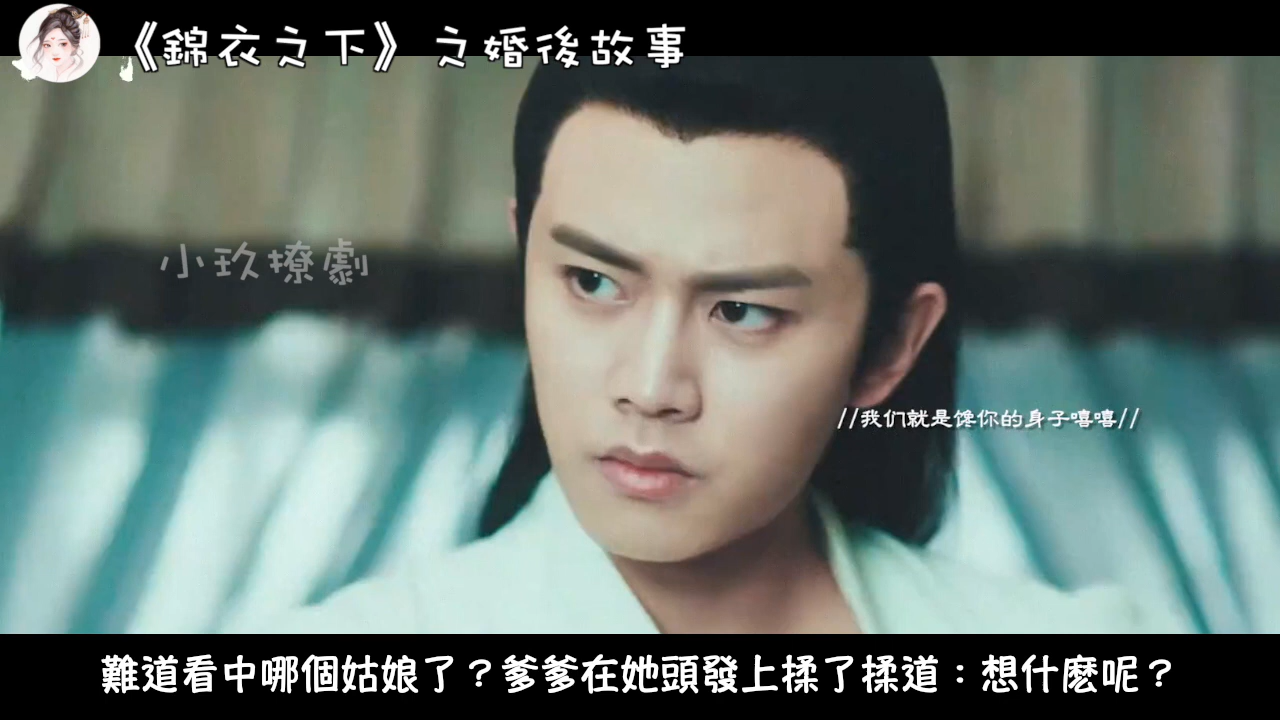 《錦衣之下》之婚後故事
小玖撩劇
//我们就是馋你的身子嘻嘻//
難道看中哪個姑娘了？爹爹在她頭發上揉了揉道：想什麽呢？